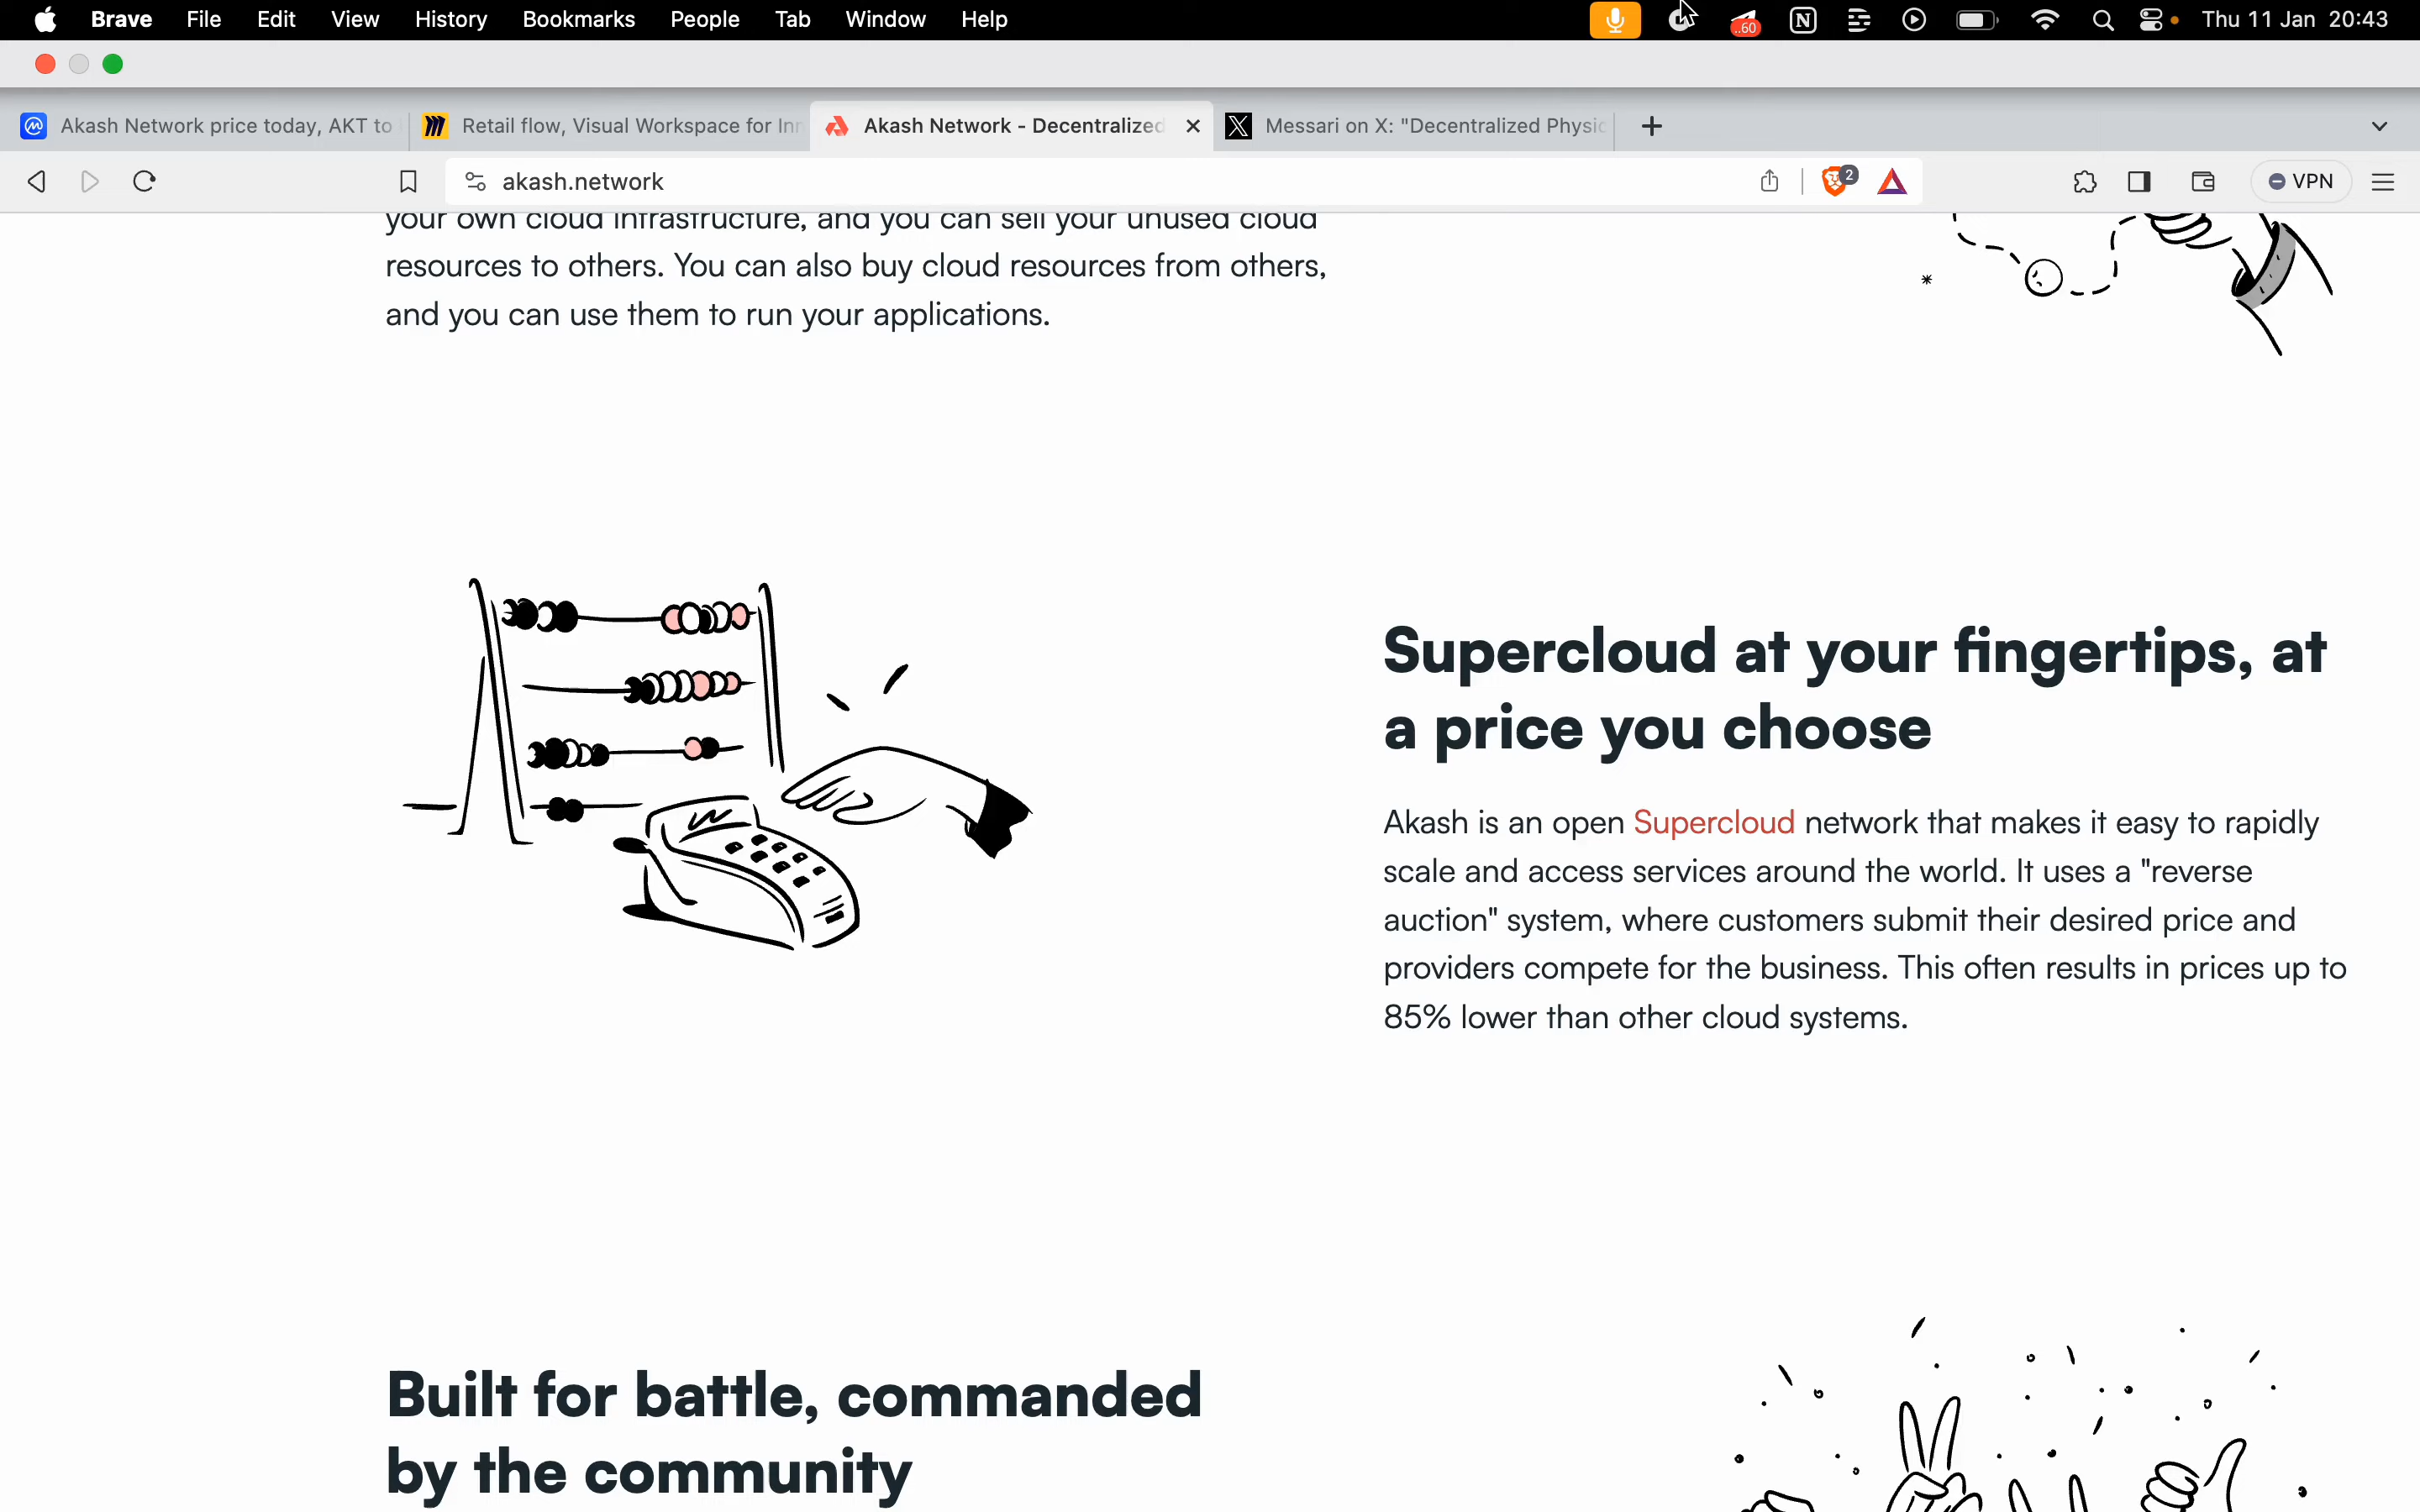 Brave File Edit View History Bookmarks People Tab Window Help ..60 Thu 11 Jan 20:43
Akash Network price today, AKT to Retail flow, Visual Workspace for Inn Akash Network - Decentralized Messari on X: "Decentralized Physic
akash.network 2 VPN
your own cloud infrastructure, and you can sell your unused cloud
resources to others. You can also buy cloud resources from others,
and you can use them to run your applications.
Supercloud at your fingertips, at
a price you choose
Akash is an open Supercloud network that makes it easy to rapidly
scale and access services around the world. It uses a "reverse
auction" system, where customers submit their desired price and
providers compete for the business. This often results in prices up to
85% lower than other cloud systems.
Built for battle, commanded
by the community